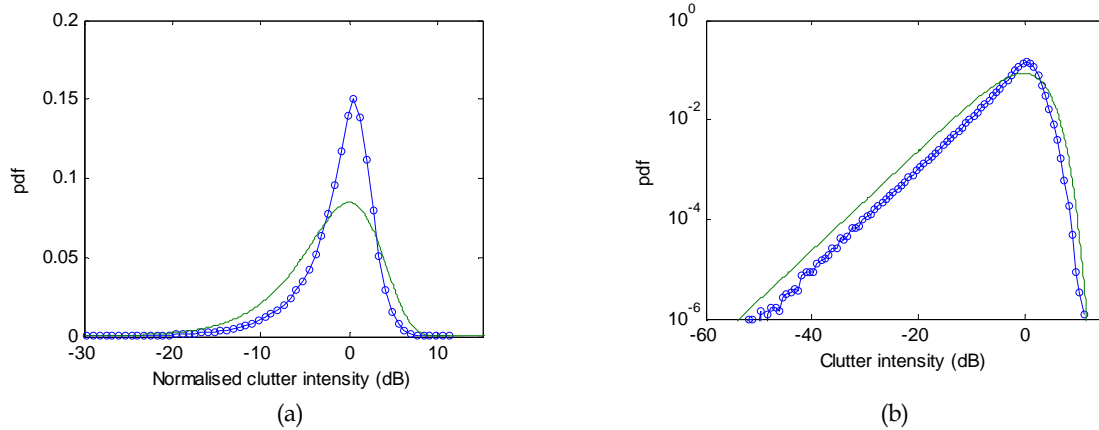 0.2
0.15
0.1
0.05
0
pdf
-30 -20 -10 0 10
Normalised clutter intensity (dB)
(a)
10^0
10^-2
10^-4
10^-6
pdf
-60 -40 -20 0
Clutter intensity (dB)
(b)